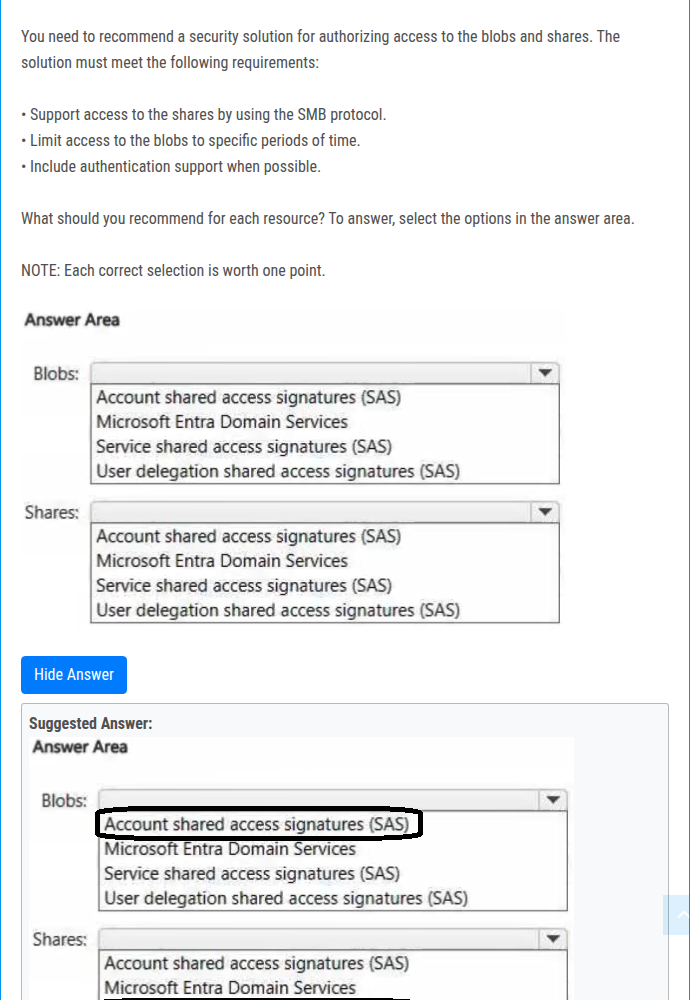 You need to recommend a security solution for authorizing access to the blobs and shares. The
solution must meet the following requirements:
• Support access to the shares by using the SMB protocol.
• Limit access to the blobs to specific periods of time.
• Include authentication support when possible.
What should you recommend for each resource? To answer, select the options in the answer area.
NOTE: Each correct selection is worth one point.
Answer Area
Blobs:
Account shared access signatures (SAS)
Microsoft Entra Domain Services
Service shared access signatures (SAS)
User delegation shared access signatures (SAS)
Shares:
Account shared access signatures (SAS)
Microsoft Entra Domain Services
Service shared access signatures (SAS)
User delegation shared access signatures (SAS)
Hide Answer
Suggested Answer:
Answer Area
Blobs:
Account shared access signatures (SAS)
Microsoft Entra Domain Services
Service shared access signatures (SAS)
User delegation shared access signatures (SAS)
Shares:
Account shared access signatures (SAS)
Microsoft Entra Domain Services